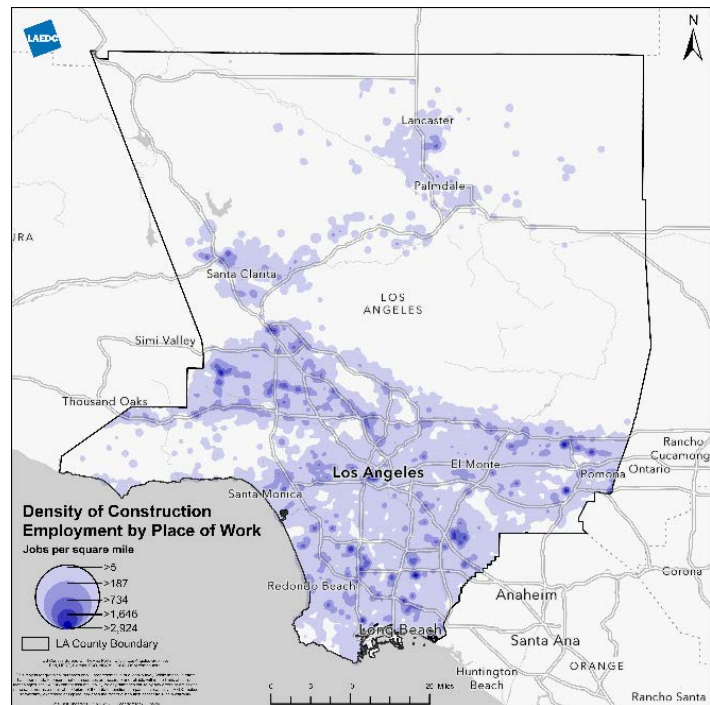 LAEDC
N
Lancaster
Palmdale
URA
Santa Clarita
LOS
ANGELES
Simi Valley
Thousand Oaks
Rancho
Cucamong
Los Angeles
El Monte
Pomona
Ontario
Santa Monica
Density of Construction
Employment by Place of Work
Jobs per square mile
>5
>187
>734
>1,646
>2,924
LA County Boundary
Redondo Beach
Corona
Anaheim
Long Beach
Santa Ana
Huntington
Beach
ORANGE
Rancho Santa
0
5
20 Miles